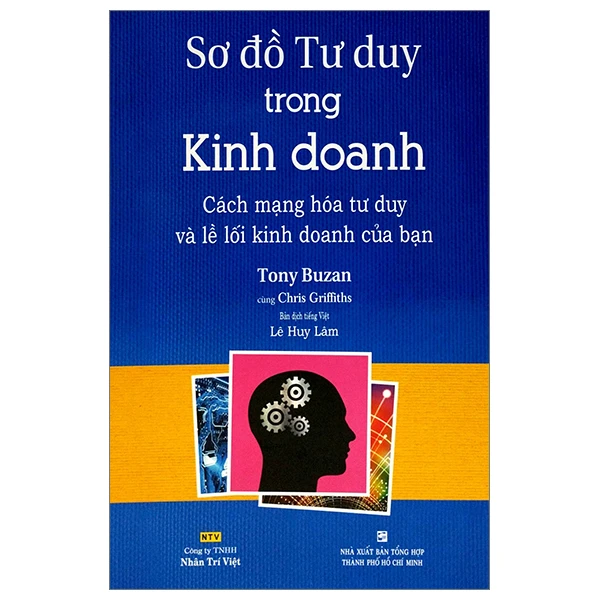 Sơ đồ Tư duy
trong
Kinh doanh
Cách mạng hóa tư duy
và lề lối kinh doanh của bạn
Tony Buzan
cùng Chris Griffiths
Bản dịch tiếng Việt
Lê Huy Lâm
NTV
Công ty TNHH
Nhân Trí Việt
NHÀ XUẤT BẢN TỔNG HỢP
THÀNH PHỐ HỒ CHÍ MINH